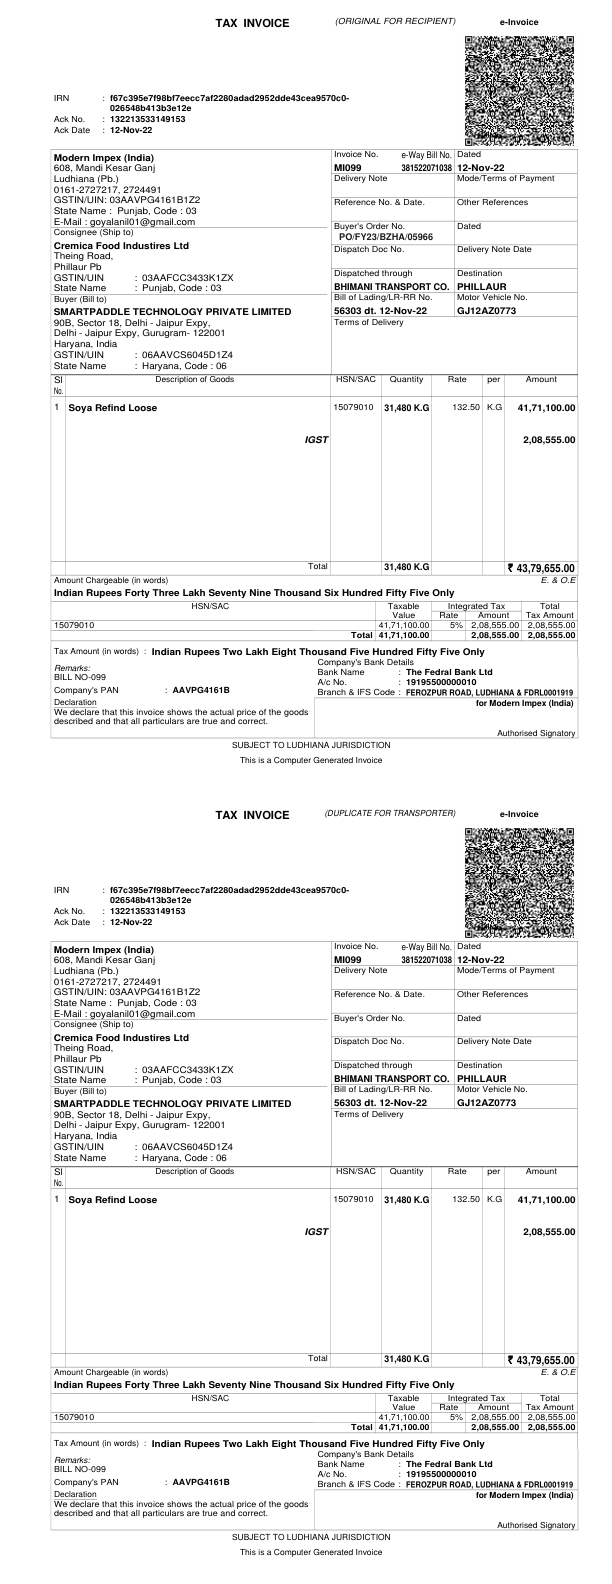 TAX INVOICE (ORIGINAL FOR RECIPIENT) e-Invoice
IRN : f67c395e7f98bf7eecc7af2280adad2952dde43cea9570c0-
026548b413b3e12e
Ack No. : 132213533149153
Ack Date : 12-Nov-22
Modern Impex (India)
608, Mandi Kesar Ganj
Ludhiana (Pb.)
0161-2727217, 2724491
GSTIN/UIN: 03AAVPG4161B1Z2
State Name : Punjab, Code : 03
E-Mail : goyalanil01@gmail.com
Consignee (Ship to)
Cremica Food Industires Ltd
Theing Road,
Phillaur Pb
GSTIN/UIN : 03AAFCC3433K1ZX
State Name : Punjab, Code : 03
Buyer (Bill to)
SMARTPADDLE TECHNOLOGY PRIVATE LIMITED
90B, Sector 18, Delhi - Jaipur Expy,
Delhi - Jaipur Expy, Gurugram- 122001
Haryana, India
GSTIN/UIN : 06AAVCS6045D1Z4
State Name : Haryana, Code : 06
Invoice No. e-Way Bill No. Dated
MI099 381522071038 12-Nov-22
Delivery Note Mode/Terms of Payment
Reference No. & Date. Other References
Buyer's Order No. Dated
PO/FY23/BZHA/05966
Dispatch Doc No. Delivery Note Date
Dispatched through Destination
BHIMANI TRANSPORT CO. PHILLAUR
Bill of Lading/LR-RR No. Motor Vehicle No.
56303 dt. 12-Nov-22 GJ12AZ0773
Terms of Delivery
Sl Description of Goods HSN/SAC Quantity Rate per Amount
No.
1 Soya Refind Loose 15079010 31,480 K.G 132.50 K.G 41,71,100.00
IGST 2,08,555.00
Total 31,480 K.G ₹ 43,79,655.00
Amount Chargeable (in words) E. & O.E
Indian Rupees Forty Three Lakh Seventy Nine Thousand Six Hundred Fifty Five Only
HSN/SAC Taxable Integrated Tax Total
Value Rate Amount Tax Amount
15079010 41,71,100.00 5% 2,08,555.00 2,08,555.00
Total 41,71,100.00 2,08,555.00 2,08,555.00
Tax Amount (in words) : Indian Rupees Two Lakh Eight Thousand Five Hundred Fifty Five Only
Remarks:
BILL NO-099
Company's PAN : AAVPG4161B
Declaration
We declare that this invoice shows the actual price of the goods
described and that all particulars are true and correct.
Company's Bank Details
Bank Name : The Fedral Bank Ltd
A/c No. : 19195500000010
Branch & IFS Code : FEROZPUR ROAD, LUDHIANA & FDRL0001919
for Modern Impex (India)
Authorised Signatory
SUBJECT TO LUDHIANA JURISDICTION
This is a Computer Generated Invoice
TAX INVOICE (DUPLICATE FOR TRANSPORTER) e-Invoice
IRN : f67c395e7f98bf7eecc7af2280adad2952dde43cea9570c0-
026548b413b3e12e
Ack No. : 132213533149153
Ack Date : 12-Nov-22
Modern Impex (India)
608, Mandi Kesar Ganj
Ludhiana (Pb.)
0161-2727217, 2724491
GSTIN/UIN: 03AAVPG4161B1Z2
State Name : Punjab, Code : 03
E-Mail : goyalanil01@gmail.com
Consignee (Ship to)
Cremica Food Industires Ltd
Theing Road,
Phillaur Pb
GSTIN/UIN : 03AAFCC3433K1ZX
State Name : Punjab, Code : 03
Buyer (Bill to)
SMARTPADDLE TECHNOLOGY PRIVATE LIMITED
90B, Sector 18, Delhi - Jaipur Expy,
Delhi - Jaipur Expy, Gurugram- 122001
Haryana, India
GSTIN/UIN : 06AAVCS6045D1Z4
State Name : Haryana, Code : 06
Invoice No. e-Way Bill No. Dated
MI099 381522071038 12-Nov-22
Delivery Note Mode/Terms of Payment
Reference No. & Date. Other References
Buyer's Order No. Dated
Dispatch Doc No. Delivery Note Date
Dispatched through Destination
BHIMANI TRANSPORT CO. PHILLAUR
Bill of Lading/LR-RR No. Motor Vehicle No.
56303 dt. 12-Nov-22 GJ12AZ0773
Terms of Delivery
Sl Description of Goods HSN/SAC Quantity Rate per Amount
No.
1 Soya Refind Loose 15079010 31,480 K.G 132.50 K.G 41,71,100.00
IGST 2,08,555.00
Total 31,480 K.G ₹ 43,79,655.00
Amount Chargeable (in words) E. & O.E
Indian Rupees Forty Three Lakh Seventy Nine Thousand Six Hundred Fifty Five Only
HSN/SAC Taxable Integrated Tax Total
Value Rate Amount Tax Amount
15079010 41,71,100.00 5% 2,08,555.00 2,08,555.00
Total 41,71,100.00 2,08,555.00 2,08,555.00
Tax Amount (in words) : Indian Rupees Two Lakh Eight Thousand Five Hundred Fifty Five Only
Remarks:
BILL NO-099
Company's PAN : AAVPG4161B
Declaration
We declare that this invoice shows the actual price of the goods
described and that all particulars are true and correct.
Company's Bank Details
Bank Name : The Fedral Bank Ltd
A/c No. : 19195500000010
Branch & IFS Code : FEROZPUR ROAD, LUDHIANA & FDRL0001919
for Modern Impex (India)
Authorised Signatory
SUBJECT TO LUDHIANA JURISDICTION
This is a Computer Generated Invoice